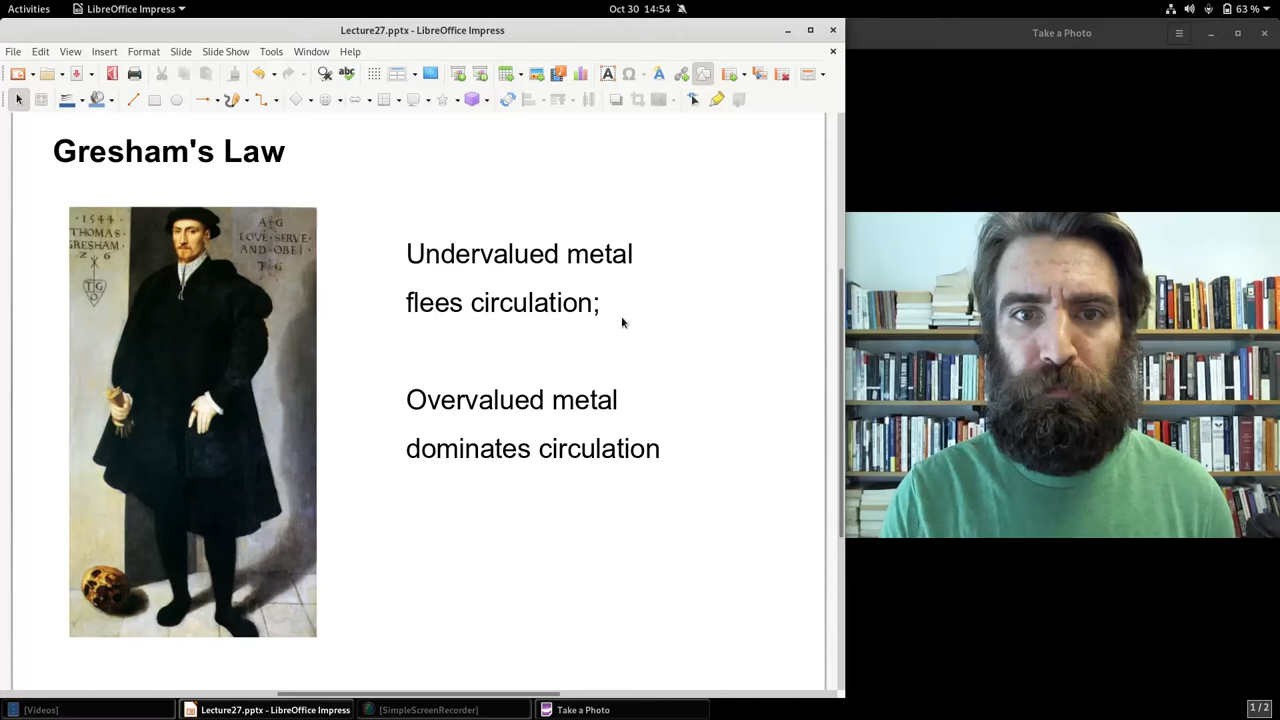 Activities
LibreOffice Impress
Oct 30 14:54
63 %
Lecture27.pptx - LibreOffice Impress
Take a Photo
File Edit View Insert Format Slide Slide Show Tools Window Help
Gresham's Law
·1544·
THOMAS
GRESHAM·
2 6
A G
LOVE·SERVE
AND·OBEI·
T G
Undervalued metal
flees circulation;
Overvalued metal
dominates circulation
[Videos]
Lecture27.pptx - LibreOffice Impress
[SimpleScreenRecorder]
Take a Photo
1/2